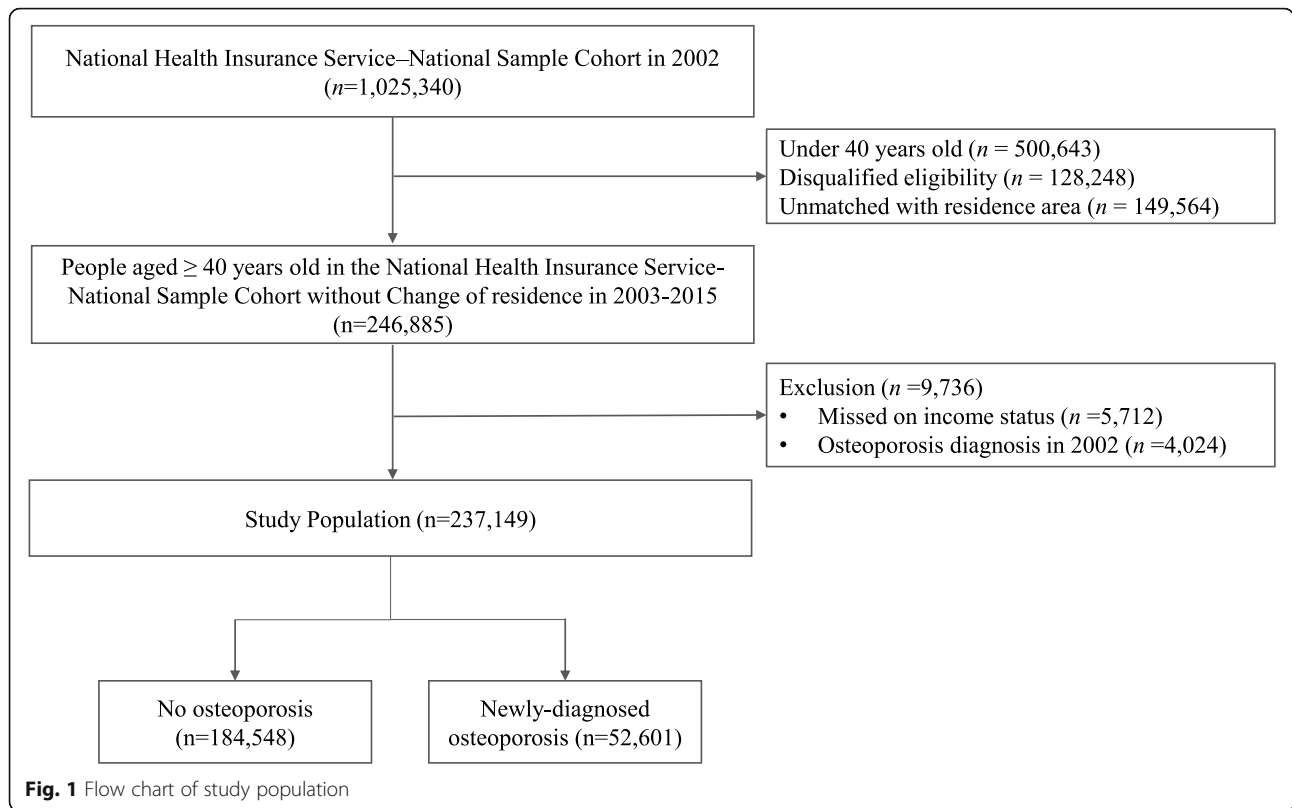 National Health Insurance Service–National Sample Cohort in 2002
(n=1,025,340)
Under 40 years old (n = 500,643)
Disqualified eligibility (n = 128,248)
Unmatched with residence area (n = 149,564)
People aged ≥ 40 years old in the National Health Insurance Service-
National Sample Cohort without Change of residence in 2003-2015
(n=246,885)
Exclusion (n =9,736)
• Missed on income status (n =5,712)
• Osteoporosis diagnosis in 2002 (n =4,024)
Study Population (n=237,149)
No osteoporosis
(n=184,548)
Newly-diagnosed
osteoporosis (n=52,601)
Fig. 1 Flow chart of study population